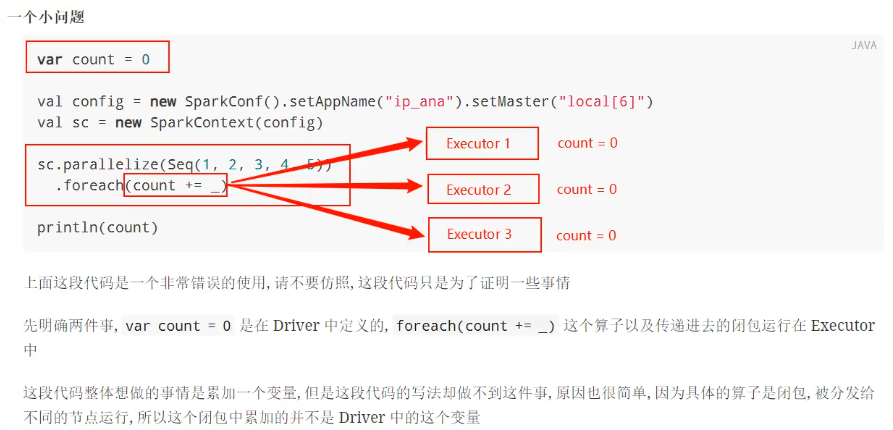 一个小问题
JAVA
var count = 0
val config = new SparkConf().setAppName("ip_ana").setMaster("local[6]")
val sc = new SparkContext(config)
Executor 1 count = 0
sc.parallelize(Seq(1, 2, 3, 4, 5))
.foreach(count += _)
Executor 2 count = 0
println(count)
Executor 3 count = 0
上面这段代码是一个非常错误的使用, 请不要仿照, 这段代码只是为了证明一些事情
先明确两件事, var count = 0 是在 Driver 中定义的, foreach(count += _) 这个算子以及传递进去的闭包运行在 Executor
中
这段代码整体想做的事情是累加一个变量, 但是这段代码的写法却做不到这件事, 原因也很简单, 因为具体的算子是闭包, 被分发给
不同的节点运行, 所以这个闭包中累加的并不是 Driver 中的这个变量